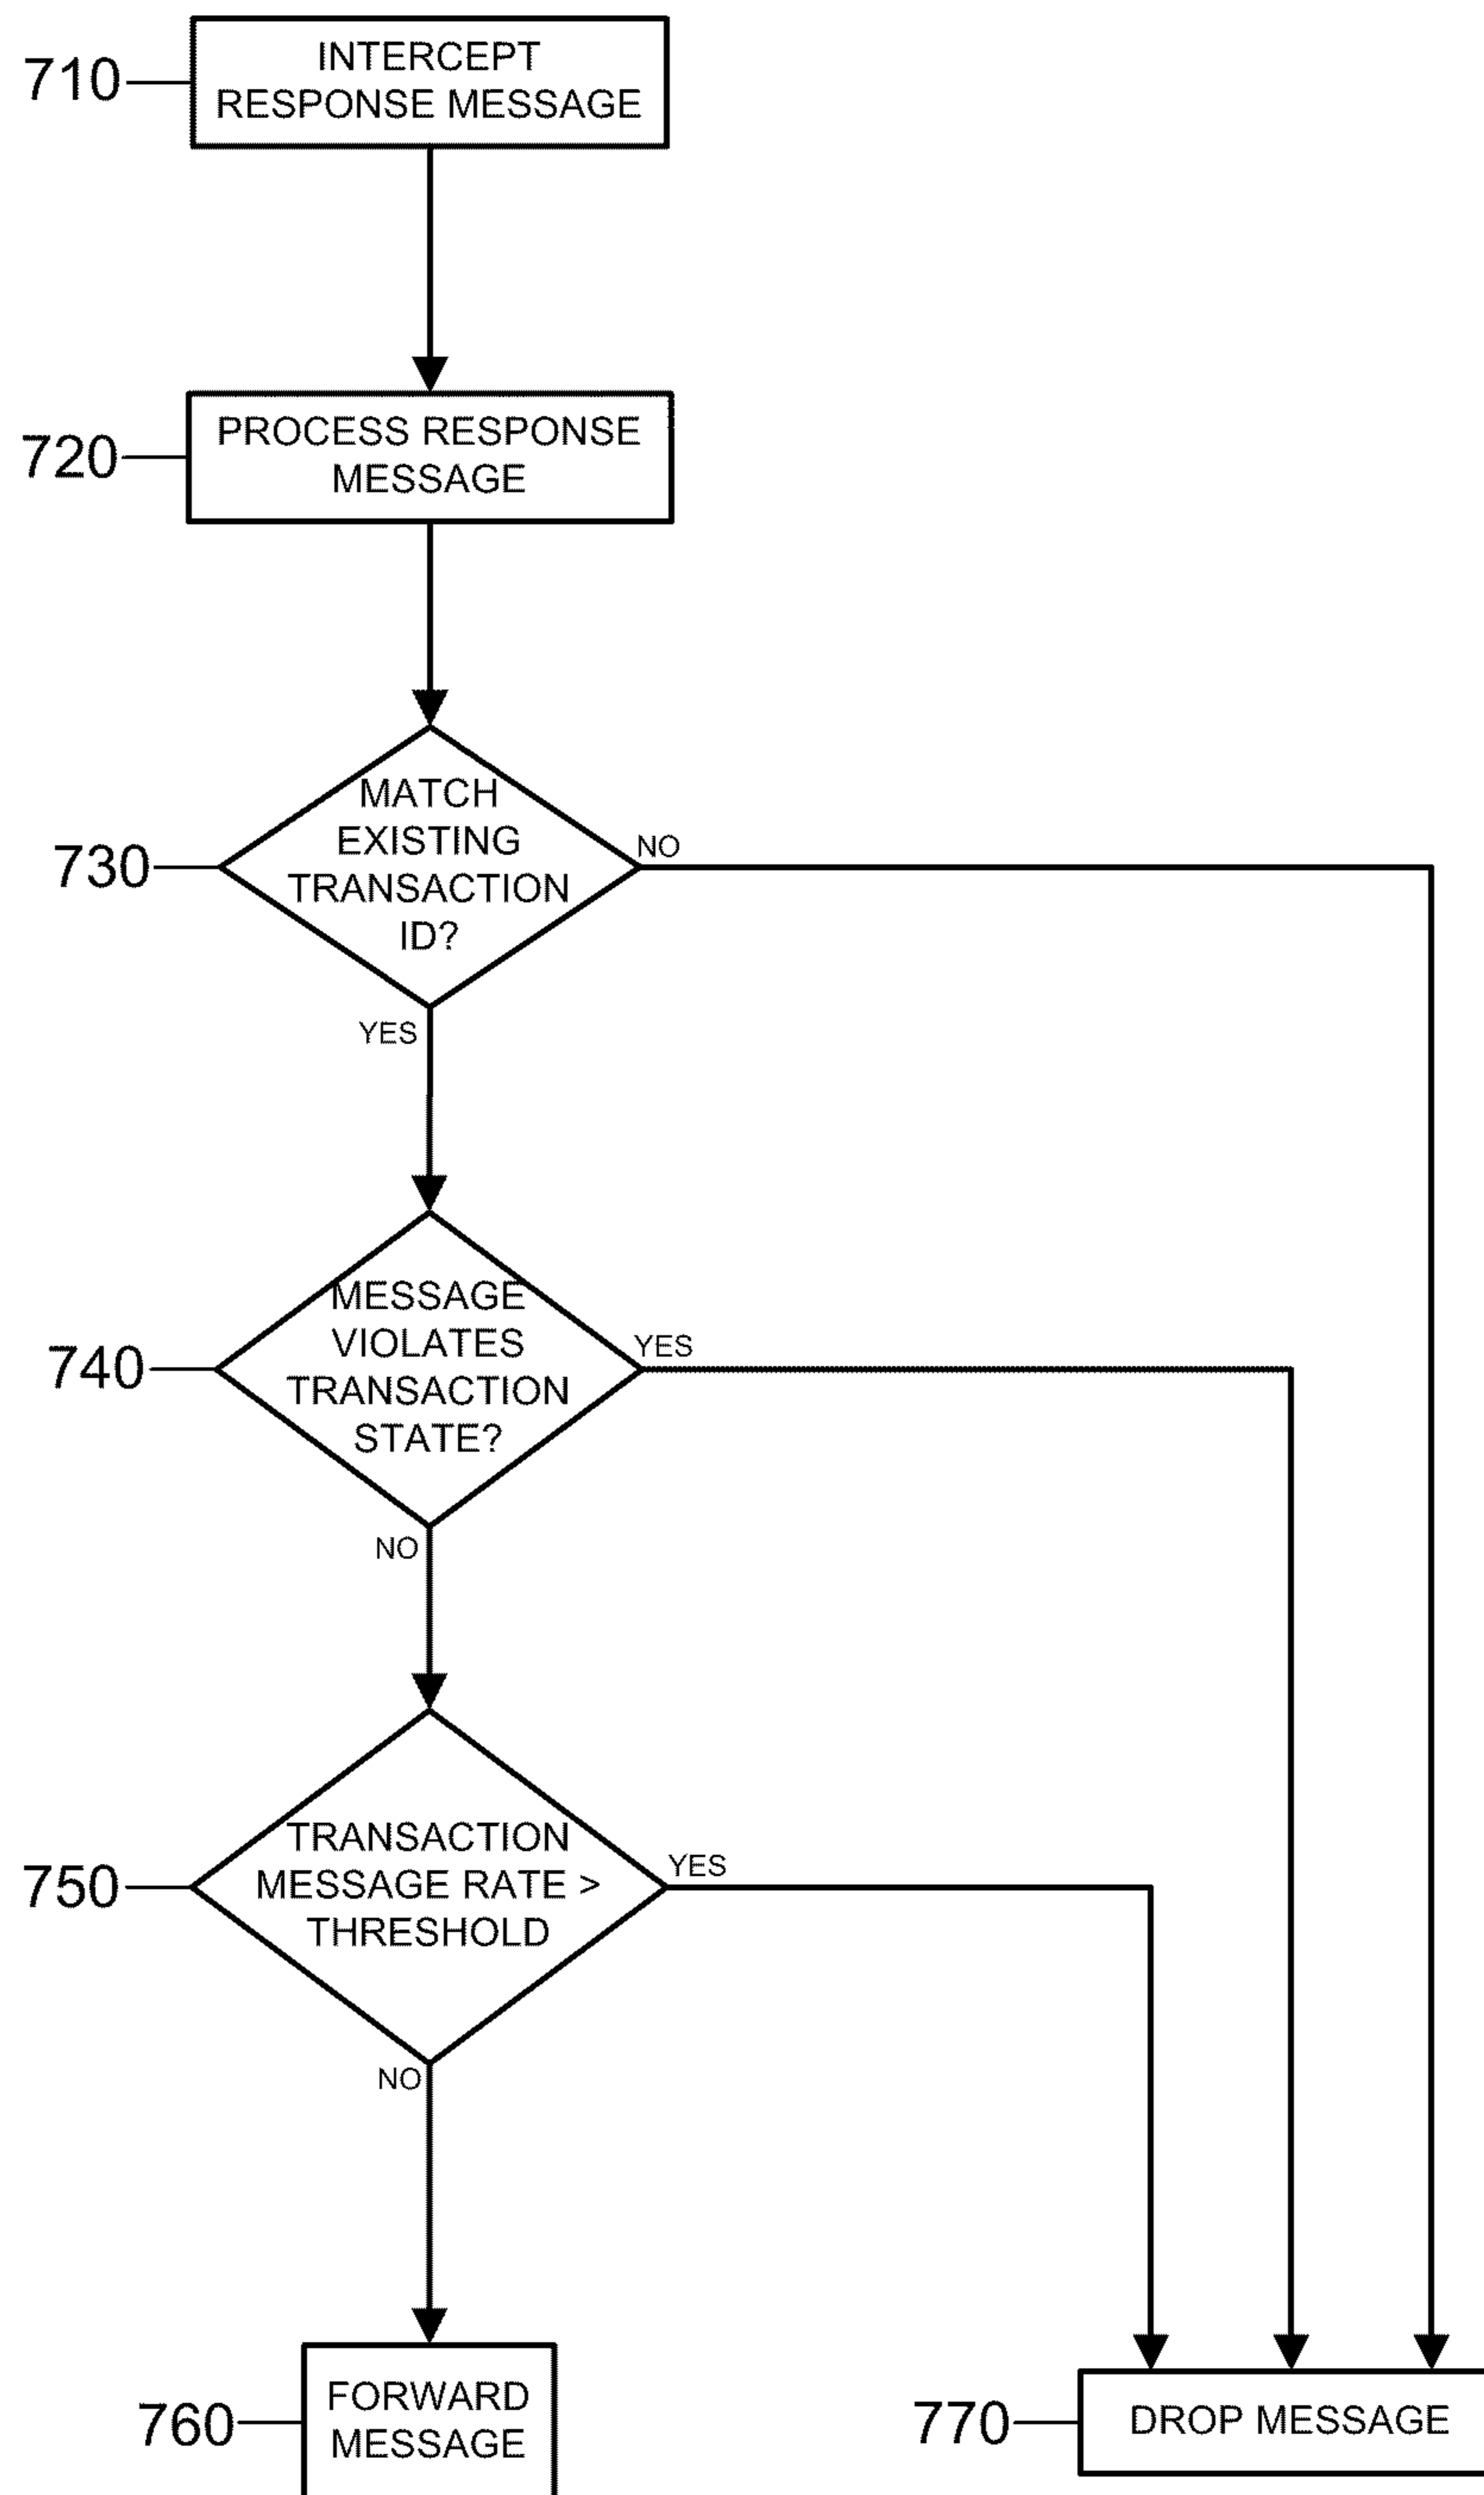 710
INTERCEPT
RESPONSE MESSAGE
720
PROCESS RESPONSE
MESSAGE
730
MATCH
EXISTING
TRANSACTION
ID?
NO
YES
740
MESSAGE
VIOLATES
TRANSACTION
STATE?
YES
NO
750
TRANSACTION
MESSAGE RATE >
THRESHOLD
YES
NO
760
FORWARD
MESSAGE
770
DROP MESSAGE